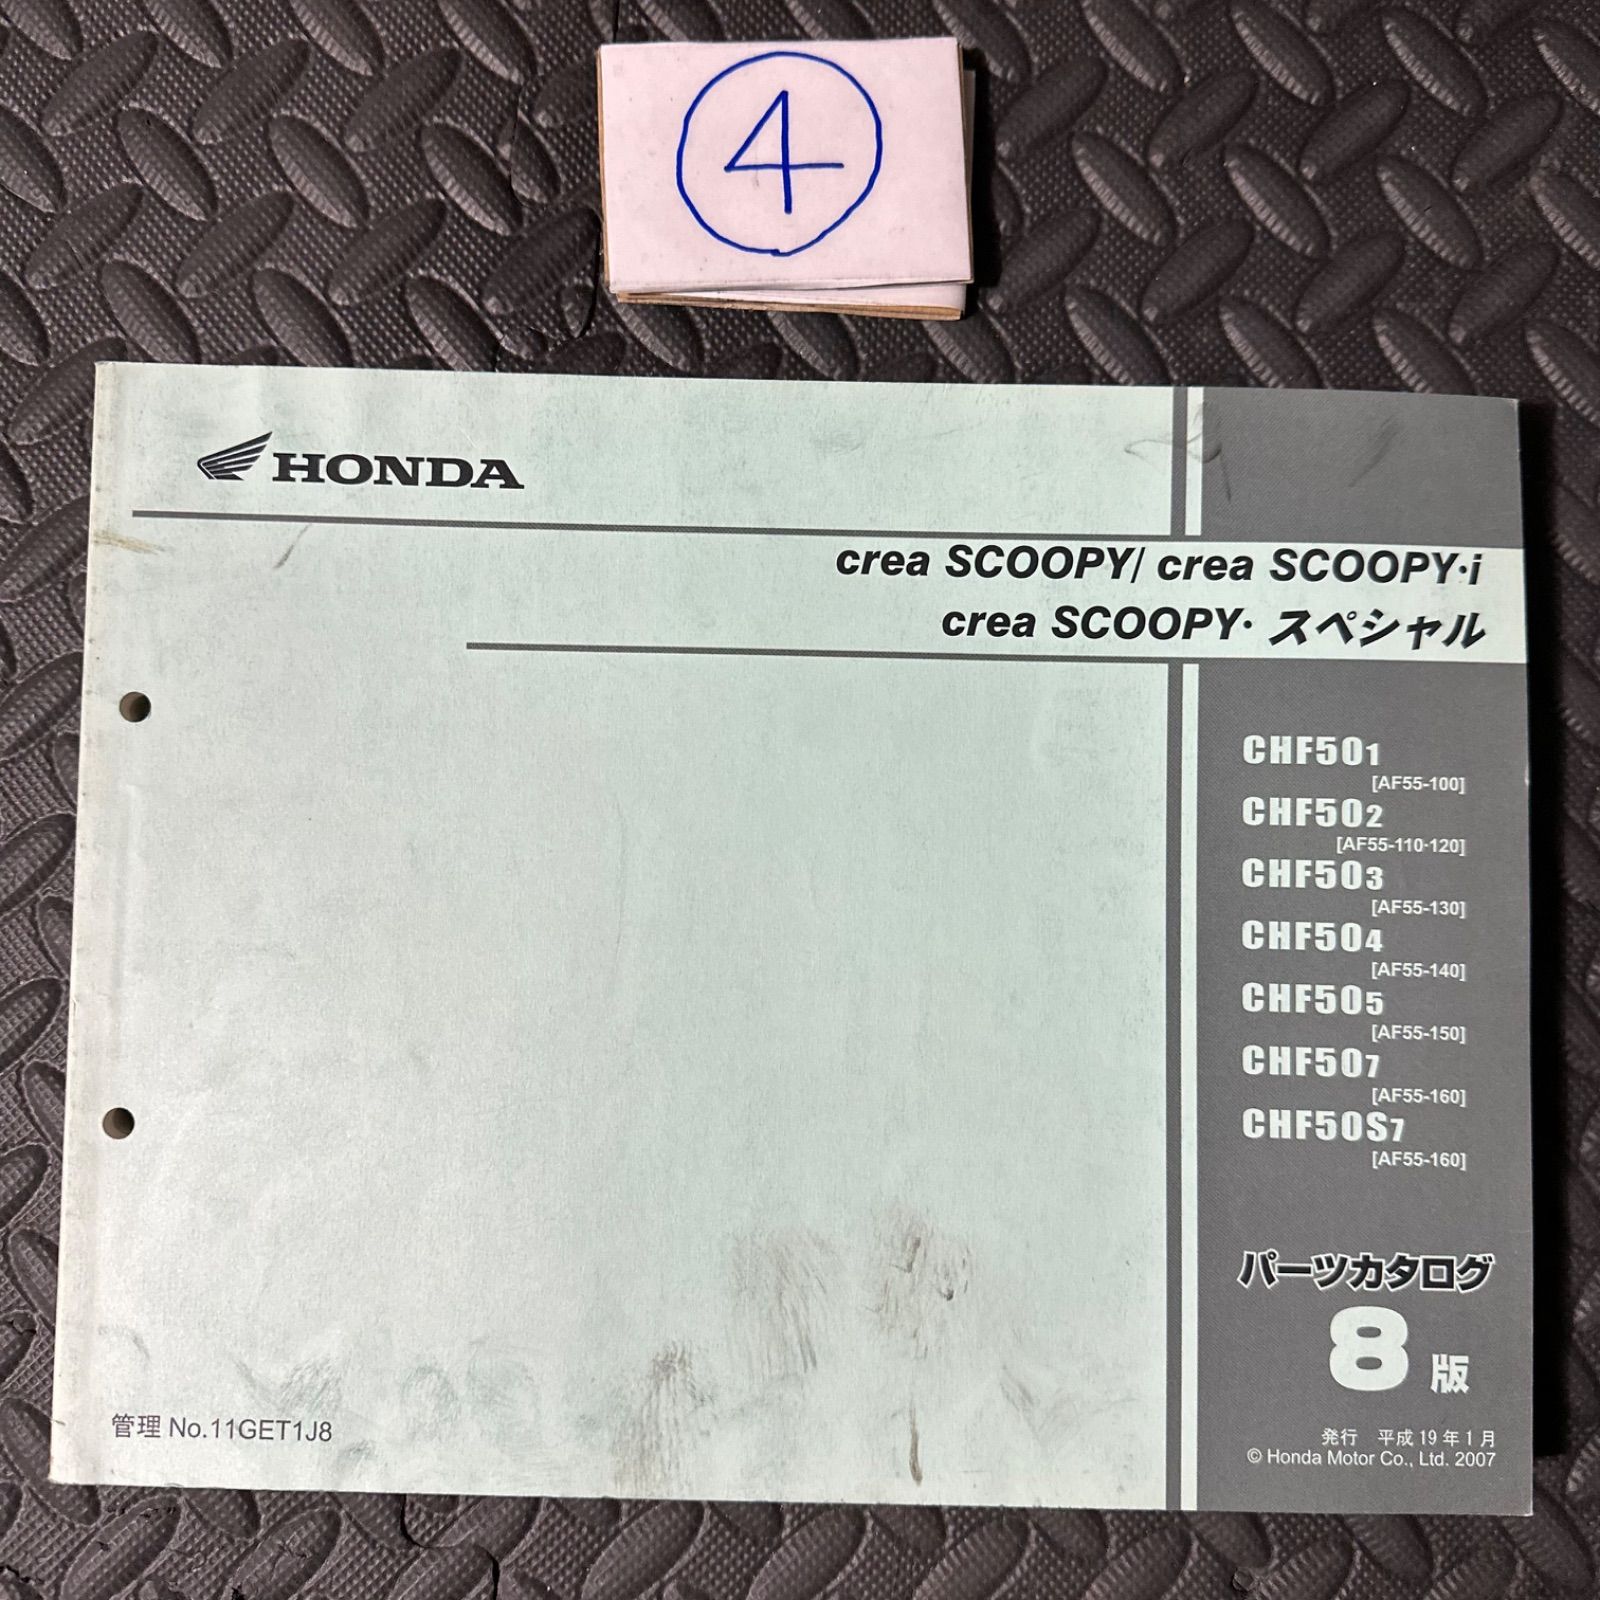 ④
HONDA
crea SCOOPY/ crea SCOOPY・i
crea SCOOPY・スペシャル
CHF501
[AF55-100]
CHF502
[AF55-110・120]
CHF503
[AF55-130]
CHF504
[AF55-140]
CHF505
[AF55-150]
CHF507
[AF55-160]
CHF50S7
[AF55-160]
パーツカタログ
8版
管理 No.11GET1J8
発行 平成19年1月
© Honda Motor Co., Ltd. 2007